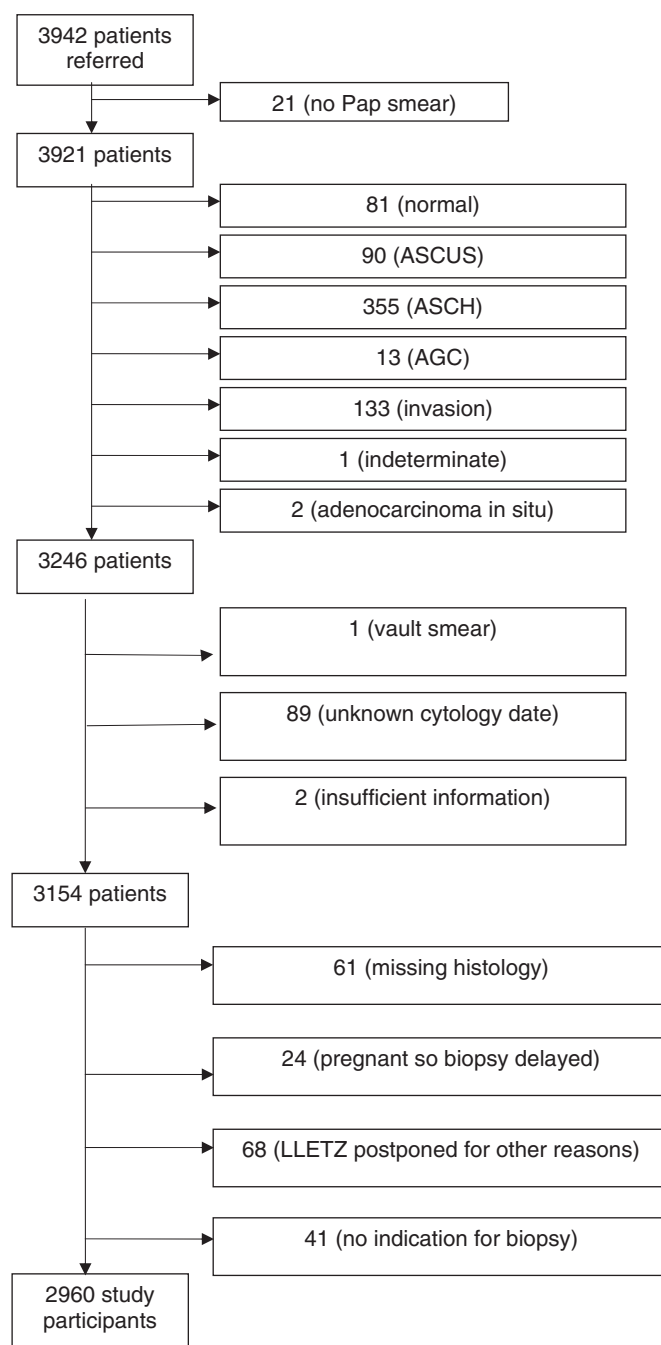 3942 patients
referred
21 (no Pap smear)
3921 patients
81 (normal)
90 (ASCUS)
355 (ASCH)
13 (AGC)
133 (invasion)
1 (indeterminate)
2 (adenocarcinoma in situ)
3246 patients
1 (vault smear)
89 (unknown cytology date)
2 (insufficient information)
3154 patients
61 (missing histology)
24 (pregnant so biopsy delayed)
68 (LLETZ postponed for other reasons)
41 (no indication for biopsy)
2960 study
participants